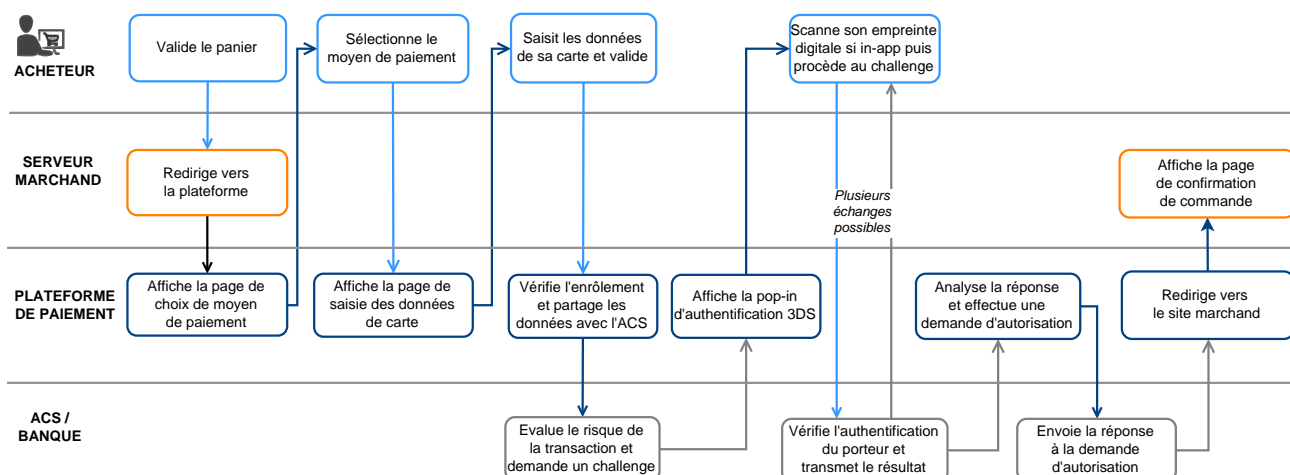 ACHETEUR
Valide le panier
Sélectionne le
moyen de paiement
Saisit les données
de sa carte et valide
Scanne son empreinte
digitale si in-app puis
procède au challenge
SERVEUR
MARCHAND
Redirige vers
la plateforme
Plusieurs
échanges
possibles
Affiche la page
de confirmation
de commande
PLATEFORME
DE PAIEMENT
Affiche la page de
choix de moyen
de paiement
Affiche la page de
saisie des données
de carte
Vérifie l'enrôlement
et partage les
données avec l'ACS
Affiche la pop-in
d'authentification 3DS
Analyse la réponse
et effectue une
demande d'autorisation
Redirige vers
le site marchand
ACS /
BANQUE
Evalue le risque de
la transaction et
demande un challenge
Vérifie l'authentification
du porteur et
transmet le résultat
Envoie la réponse
à la demande
d'autorisation